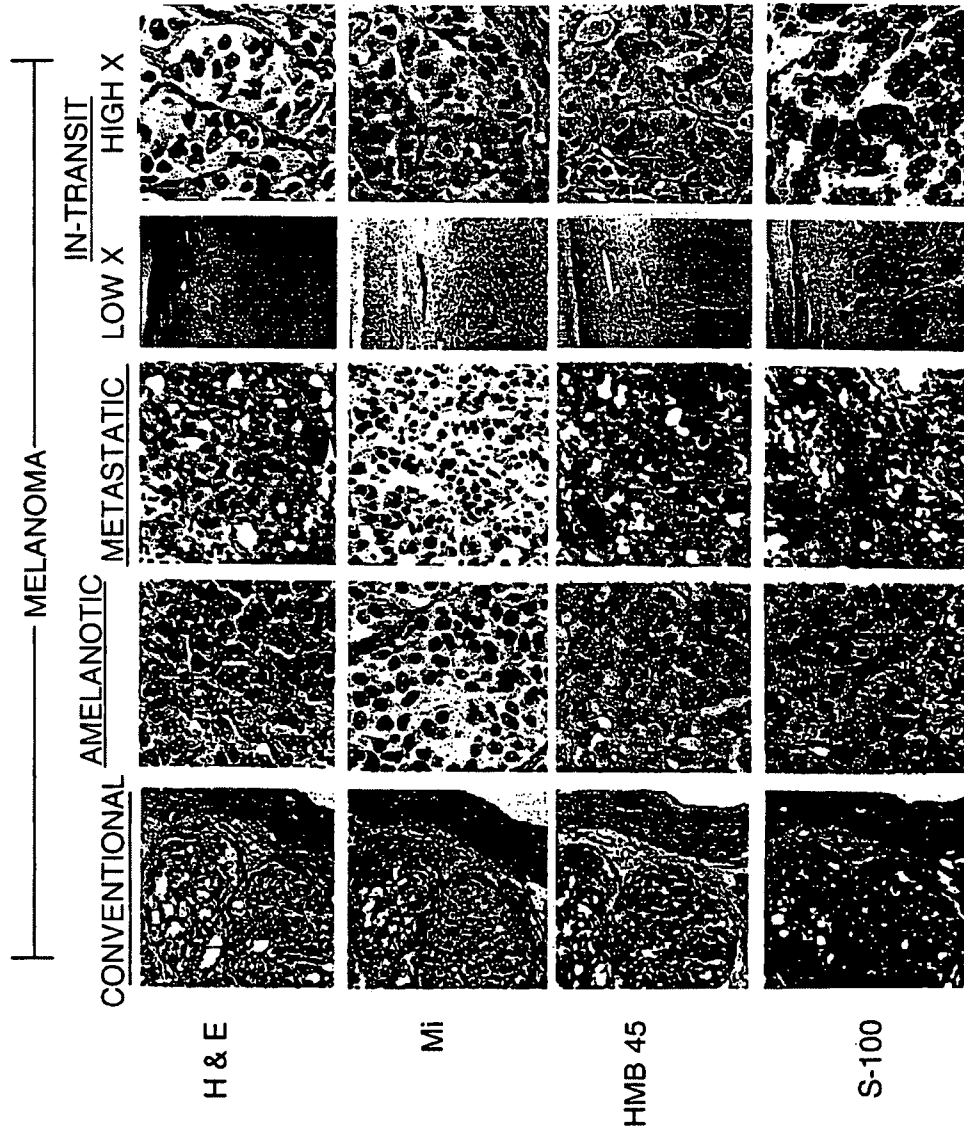 MELANOMA
IN-TRANSIT
CONVENTIONAL AMELANOTIC METASTATIC LOW X HIGH X
H & E
Mi
HMB 45
S-100